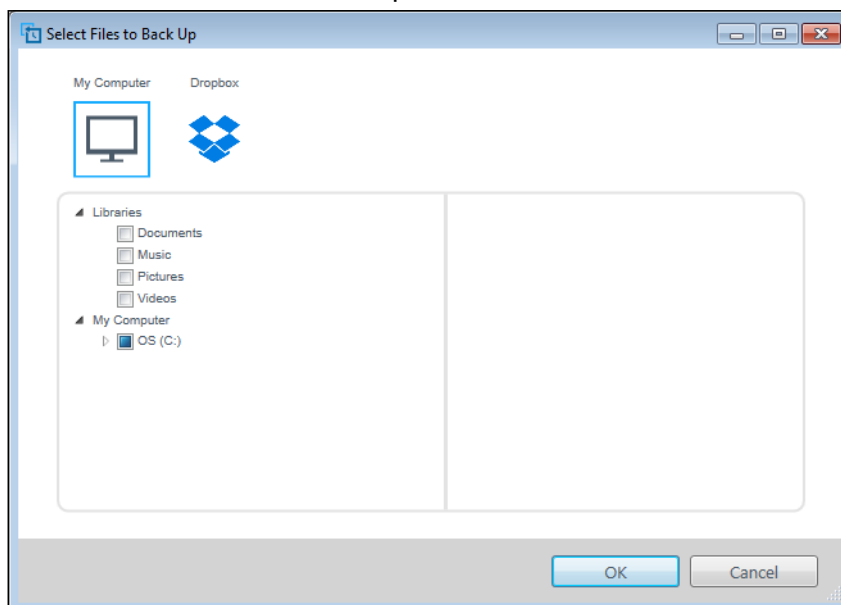 Select Files to Back Up
My Computer Dropbox
Libraries
Documents
Music
Pictures
Videos
My Computer
OS (C:)
OK Cancel